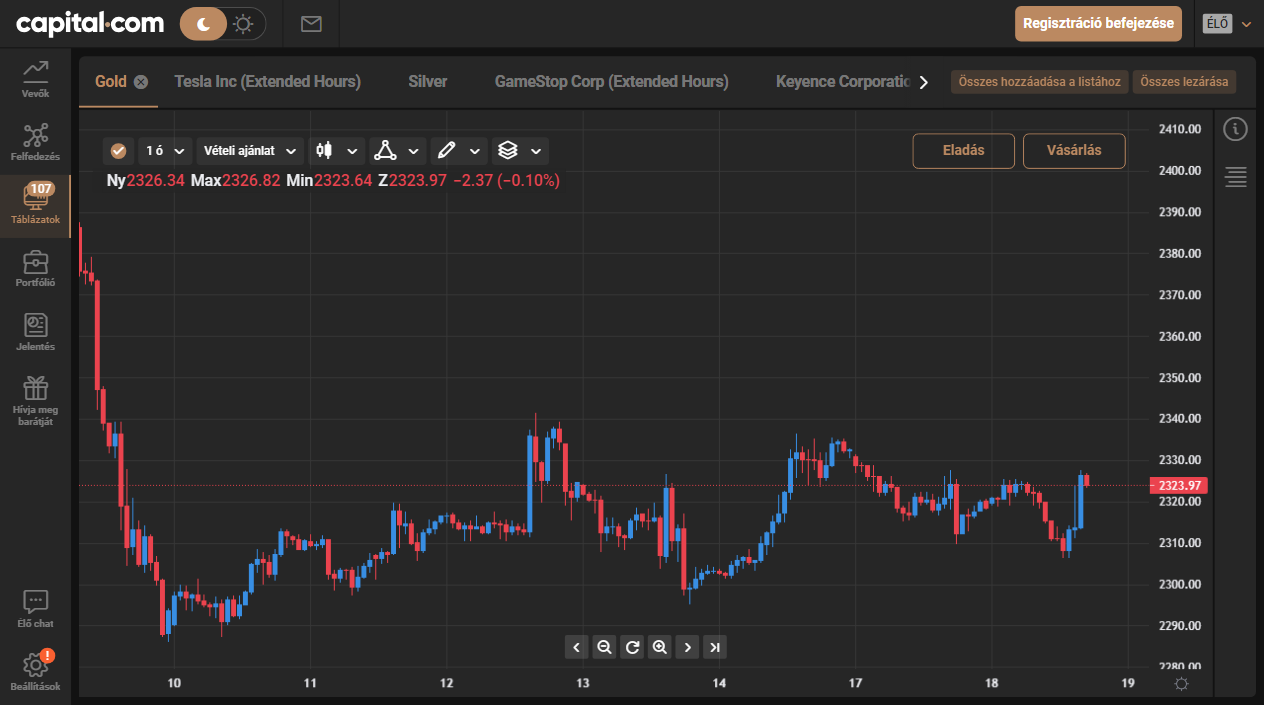 capital.com
Regisztráció befejezése
ÉLŐ
Vevők
Felfedezés
107
Táblázatok
Portfólió
Jelentés
Hívja meg
barátját
Élő chat
!
Beállítások
Gold
Tesla Inc (Extended Hours)
Silver
GameStop Corp (Extended Hours)
Keyence Corporatic
Összes hozzáadása a listához
Összes lezárása
1 ó
Vételi ajánlat
Eladás
Vásárlás
Ny2326.34 Max2326.82 Min2323.64 Z2323.97 −2.37 (−0.10%)
2410.00
2400.00
2390.00
2380.00
2370.00
2360.00
2350.00
2340.00
2330.00
2323.97
2320.00
2310.00
2300.00
2290.00
2280.00
10 11 12 13 14 17 18 19